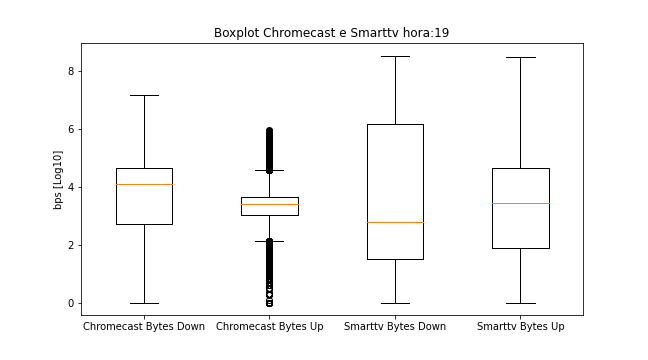 Boxplot Chromecast e Smarttv hora:19
8
6
4
2
0
bps [Log10]
Chromecast Bytes Down Chromecast Bytes Up Smarttv Bytes Down Smarttv Bytes Up